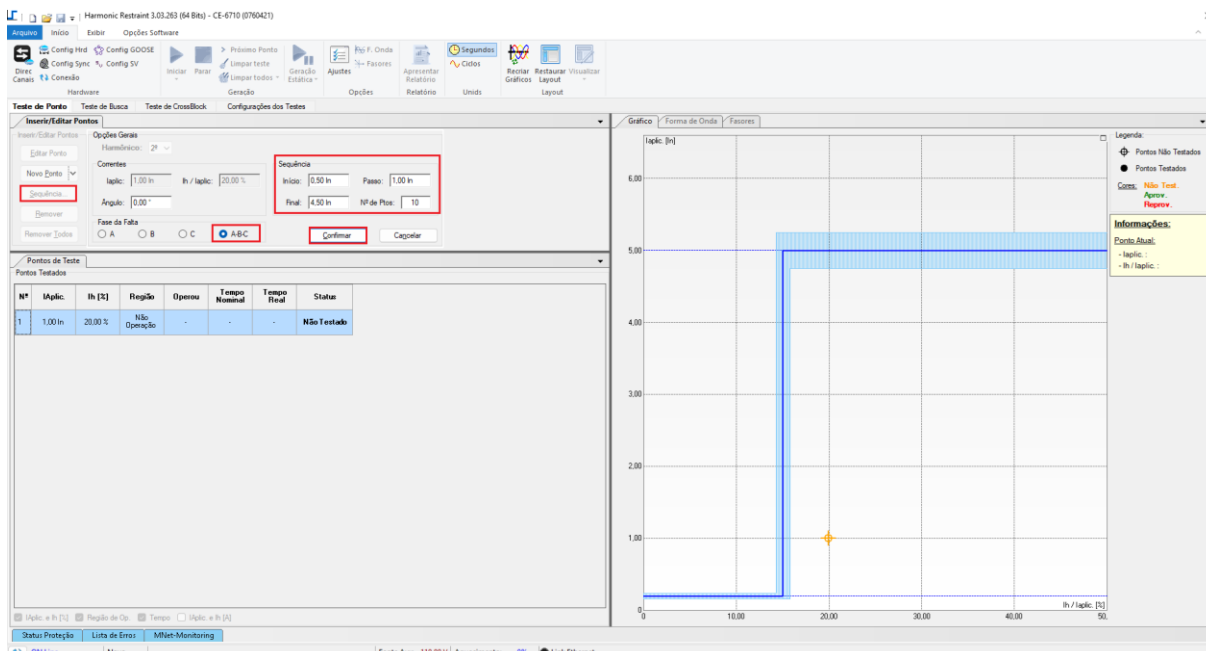 Harmonic Restraint 3.03.263 (64 Bits) - CE-6710 (0760421)
Arquivo Início Exibir Opções Software
Direc Canais
Config Hrd Config GOOSE
Config Sync Config SV
Conexão
Hardware
Iniciar Parar
Próximo Ponto
Limpar teste
Limpar todos
Geração Estática
Geração
Ajustes
F. Onda
Fasores
Opções
Apresentar Relatório
Relatório
Segundos
Ciclos
Unids
Recriar Gráficos
Restaurar Layout
Visualizar
Layout
Teste de Ponto Teste de Busca Teste de CrossBlock Configurações dos Testes
Inserir/Editar Pontos
Inserir/Editar Pontos
Editar Ponto
Novo Ponto
Sequência...
Remover
Remover Todos
Opções Gerais
Harmônico: 2º
Correntes
Iaplic: 1,00 In Ih / Iaplic: 20,00 %
Ângulo: 0,00 °
Fase da Falta
A B C A-B-C
Sequência
Início: 0,50 In Passo: 1,00 In
Final: 4,50 In Nº de Ptos: 10
Confirmar Cancelar
Pontos de Teste
Pontos Testados
Nº IAplic. Ih [%] Região Operou Tempo Nominal Tempo Real Status
1 1,00 In 20,00 % Não Operação - - - Não Testado
IAplic. e Ih [%] Região de Op. Tempo IAplic. e Ih [A]
Gráfico Forma de Onda Fasores
Iaplic. [In]
6,00
5,00
4,00
3,00
2,00
1,00
0
0 10,00 20,00 30,00 40,00 50,
Ih / Iaplic. [%]
Legenda:
Pontos Não Testados
Pontos Testados
Cores: Não Test.
Aprov.
Reprov.
Informações:
Ponto Atual:
- Iaplic. :
- Ih / Iaplic. :
Status Proteção Lista de Erros MNet-Monitoring